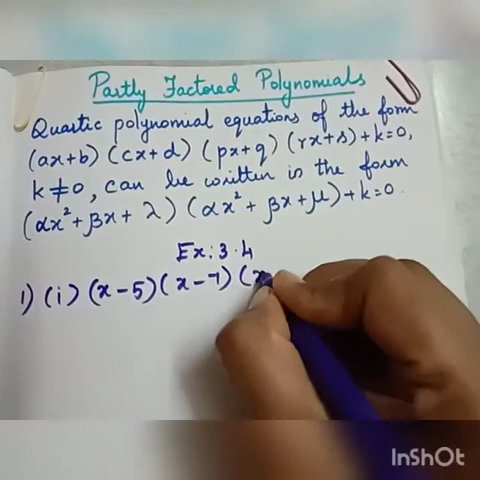 Partly Factored Polynomials
Quartic polynomial equations of the form
(ax+b) (cx+d) (px+q) (rx+s)+k=0,
k≠0, can be written in the form
(αx²+βx+λ) (αx²+βx+μ)+k=0.
Ex: 3.4
1) (i) (x-5)(x-7)(x
InShOt